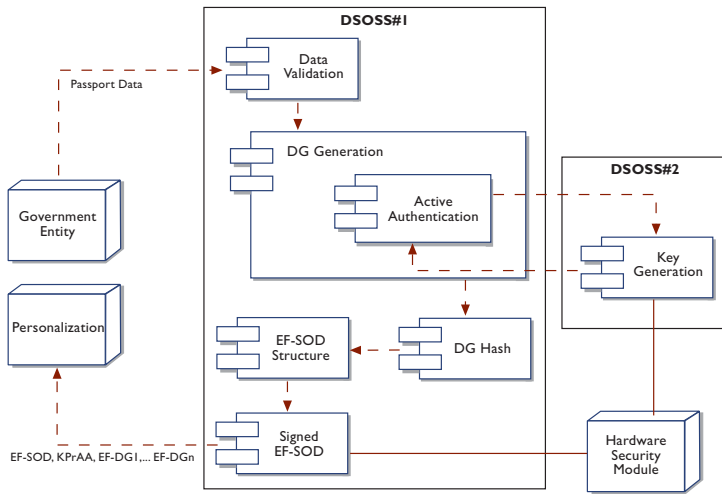 DSOSS#1
Data
Validation
Passport Data
DG Generation
DSOSS#2
Active
Authentication
Government
Entity
Key
Generation
Personalization
EF-SOD
Structure
DG Hash
Signed
EF-SOD
Hardware
Security
Module
EF-SOD, KPrAA, EF-DG1,... EF-DGn